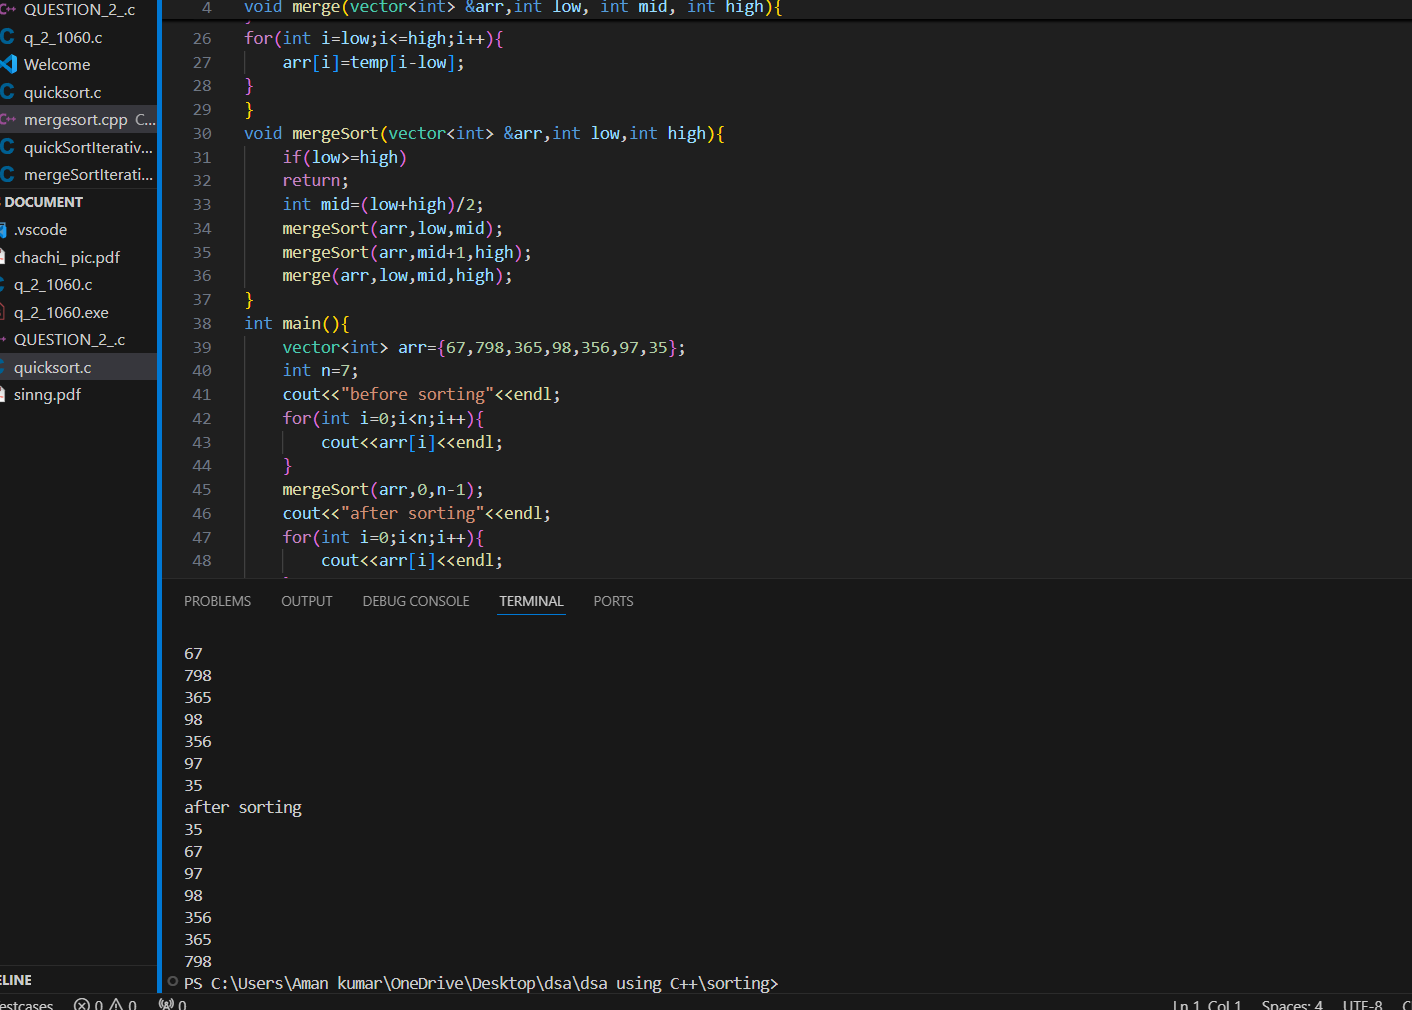 QUESTION_2_.c
q_2_1060.c
Welcome
quicksort.c
mergesort.cpp C...
quickSortIterativ...
mergeSortIterati...
DOCUMENT
.vscode
chachi_ pic.pdf
q_2_1060.c
q_2_1060.exe
QUESTION_2_.c
quicksort.c
sinng.pdf
4 void merge(vector<int> &arr,int low, int mid, int high){
26 for(int i=low;i<=high;i++){
27 arr[i]=temp[i-low];
28 }
29 }
30 void mergeSort(vector<int> &arr,int low,int high){
31 if(low>=high)
32 return;
33 int mid=(low+high)/2;
34 mergeSort(arr,low,mid);
35 mergeSort(arr,mid+1,high);
36 merge(arr,low,mid,high);
37 }
38 int main(){
39 vector<int> arr={67,798,365,98,356,97,35};
40 int n=7;
41 cout<<"before sorting"<<endl;
42 for(int i=0;i<n;i++){
43 cout<<arr[i]<<endl;
44 }
45 mergeSort(arr,0,n-1);
46 cout<<"after sorting"<<endl;
47 for(int i=0;i<n;i++){
48 cout<<arr[i]<<endl;
PROBLEMS OUTPUT DEBUG CONSOLE TERMINAL PORTS
67
798
365
98
356
97
35
after sorting
35
67
97
98
356
365
798
PS C:\Users\Aman kumar\OneDrive\Desktop\dsa\dsa using C++\sorting>
ELINE
estcases 0 0 0 Ln 1, Col 1 Spaces: 4 UTF-8